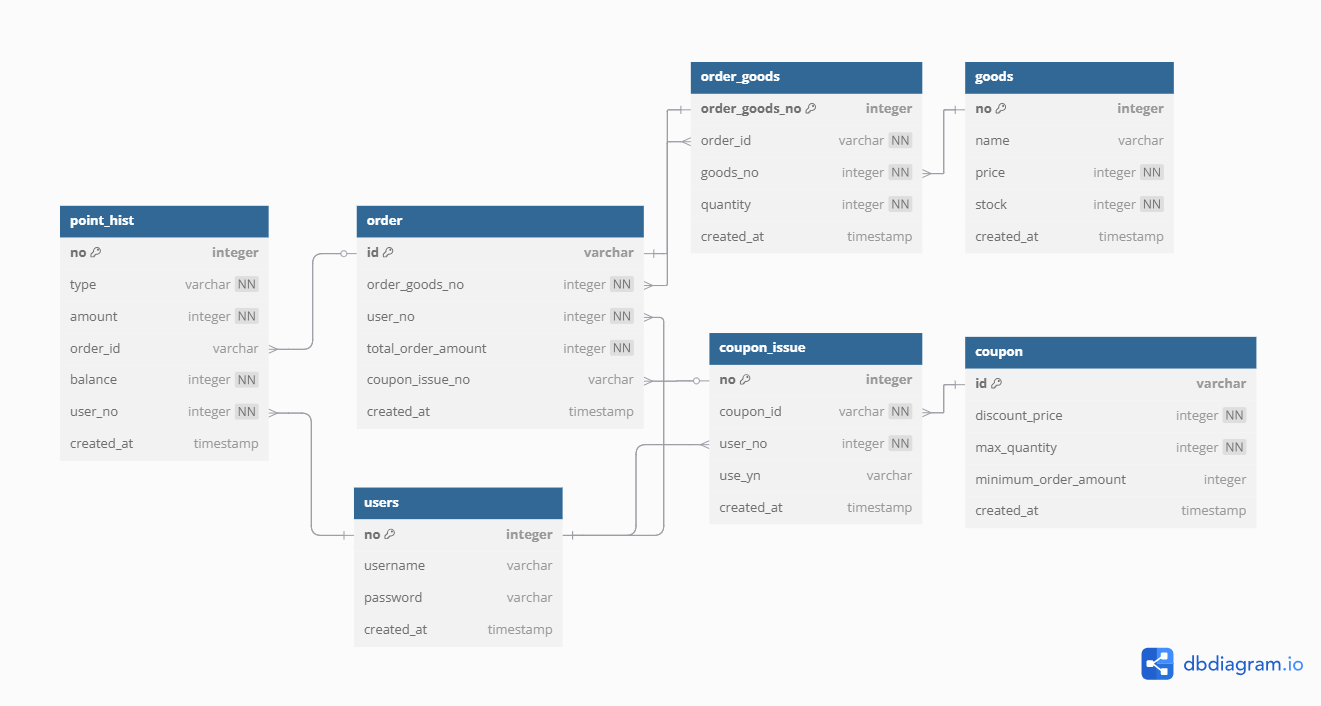 order_goods
order_goods_no integer
order_id varchar NN
goods_no integer NN
quantity integer NN
created_at timestamp
goods
no integer
name varchar
price integer NN
stock integer NN
created_at timestamp
point_hist
no integer
type varchar NN
amount integer NN
order_id varchar
balance integer NN
user_no integer NN
created_at timestamp
order
id varchar
order_goods_no integer NN
user_no integer NN
total_order_amount integer NN
coupon_issue_no varchar
created_at timestamp
coupon_issue
no integer
coupon_id varchar NN
user_no integer NN
use_yn varchar
created_at timestamp
coupon
id varchar
discount_price integer NN
max_quantity integer NN
minimum_order_amount integer
created_at timestamp
users
no integer
username varchar
password varchar
created_at timestamp
dbdiagram.io